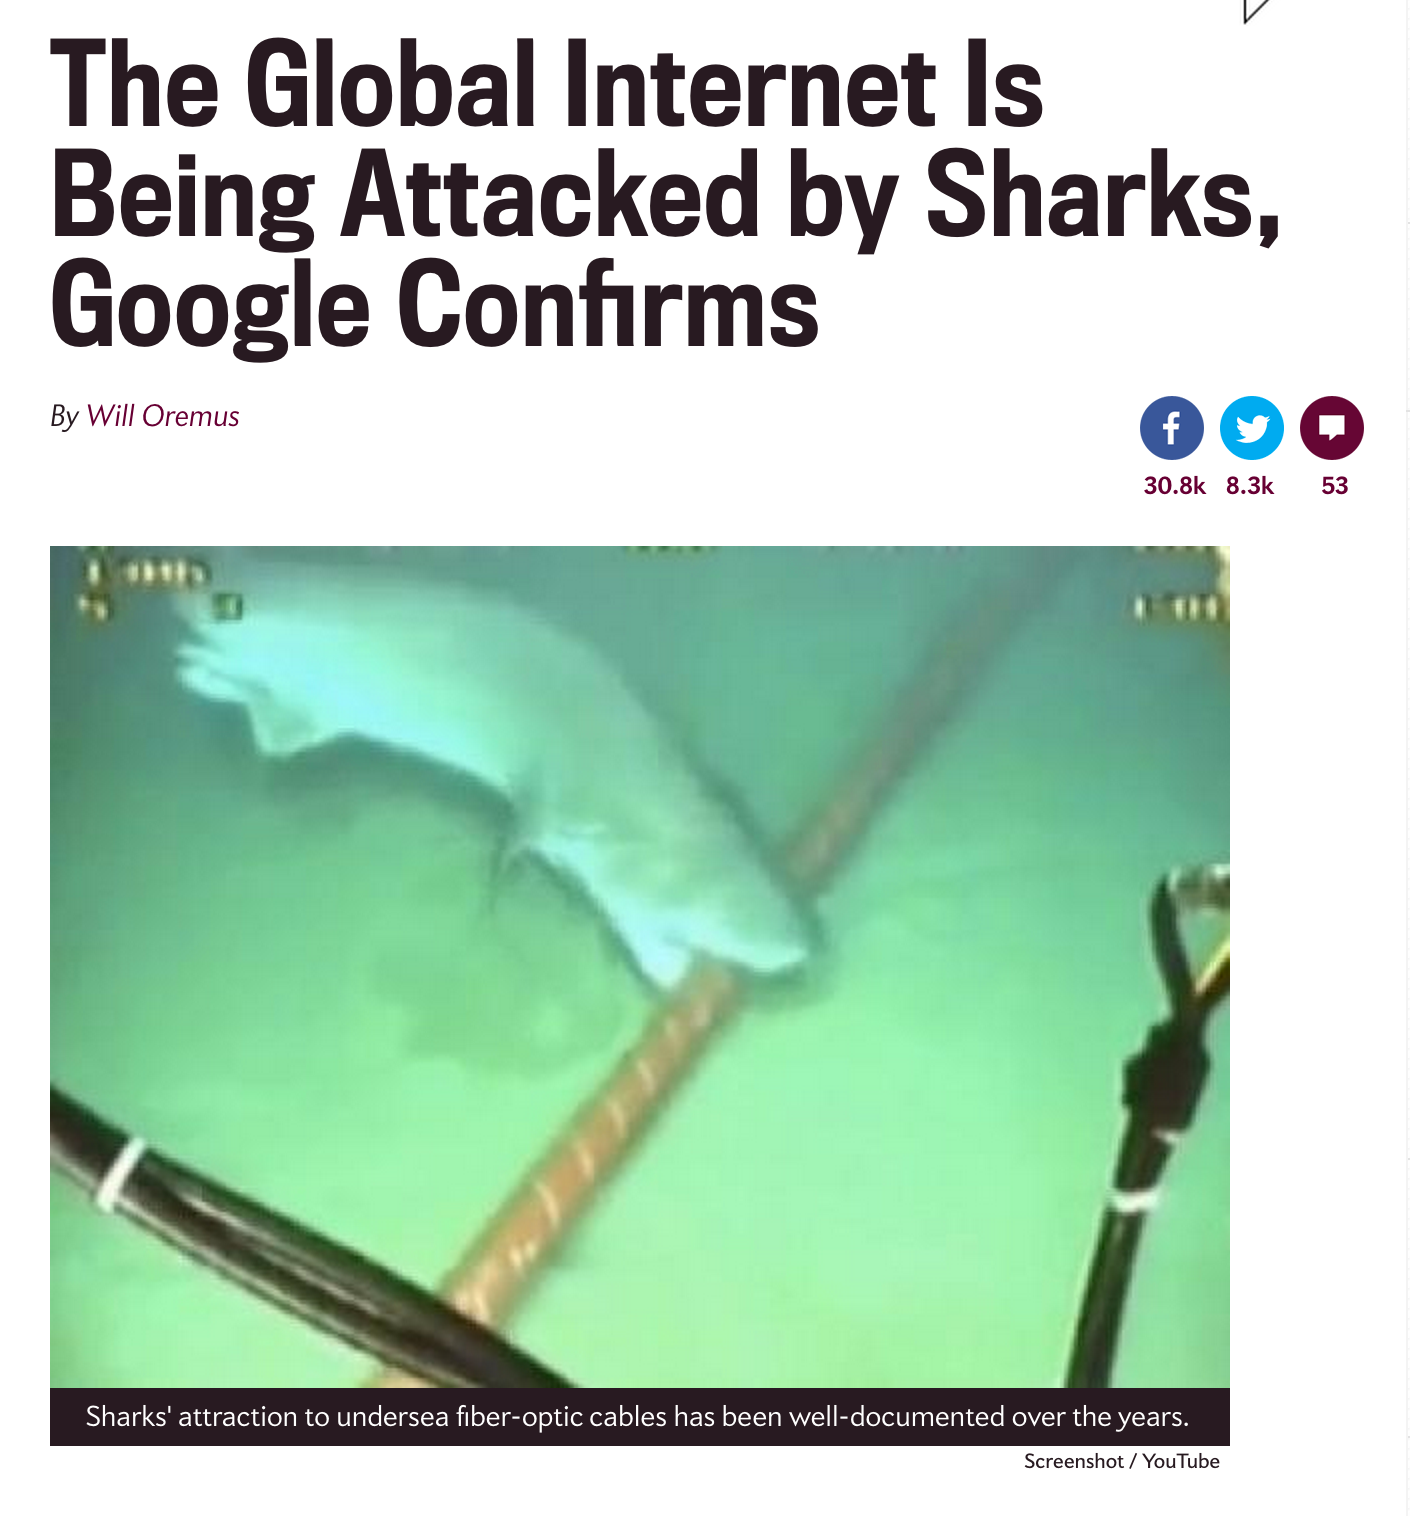 The Global Internet Is
Being Attacked by Sharks,
Google Confirms
By Will Oremus
30.8k 8.3k 53
Sharks' attraction to undersea fiber-optic cables has been well-documented over the years.
Screenshot / YouTube